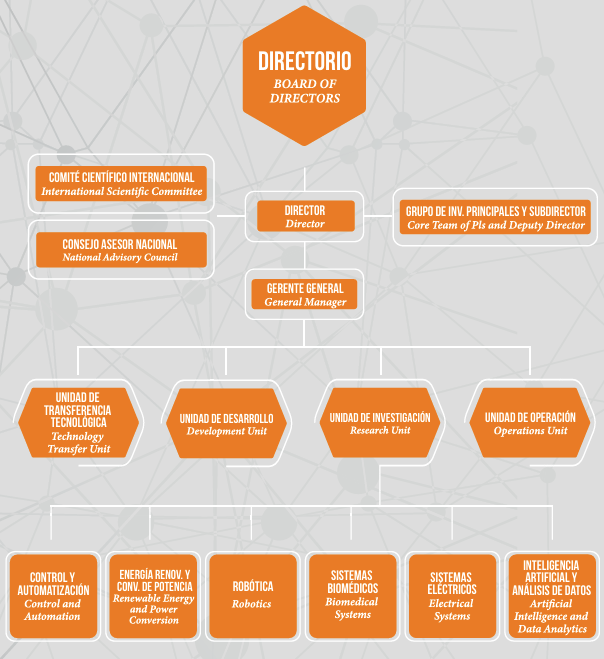 DIRECTORIO
BOARD OF
DIRECTORS
COMITÉ CIENTÍFICO INTERNACIONAL
International Scientific Committee
CONSEJO ASESOR NACIONAL
National Advisory Council
DIRECTOR
Director
GRUPO DE INV. PRINCIPALES Y SUBDIRECTOR
Core Team of PIs and Deputy Director
GERENTE GENERAL
General Manager
UNIDAD DE
TRANSFERENCIA
TECNOLÓGICA
Technology
Transfer Unit
UNIDAD DE DESARROLLO
Development Unit
UNIDAD DE INVESTIGACIÓN
Research Unit
UNIDAD DE OPERACIÓN
Operations Unit
CONTROL Y
AUTOMATIZACIÓN
Control and
Automation
ENERGÍA RENOV. Y
CONV. DE POTENCIA
Renewable Energy
and Power
Conversion
ROBÓTICA
Robotics
SISTEMAS
BIOMÉDICOS
Biomedical
Systems
SISTEMAS
ELÉCTRICOS
Electrical
Systems
INTELIGENCIA
ARTIFICIAL Y
ANÁLISIS DE DATOS
Artificial
Intelligence and
Data Analytics